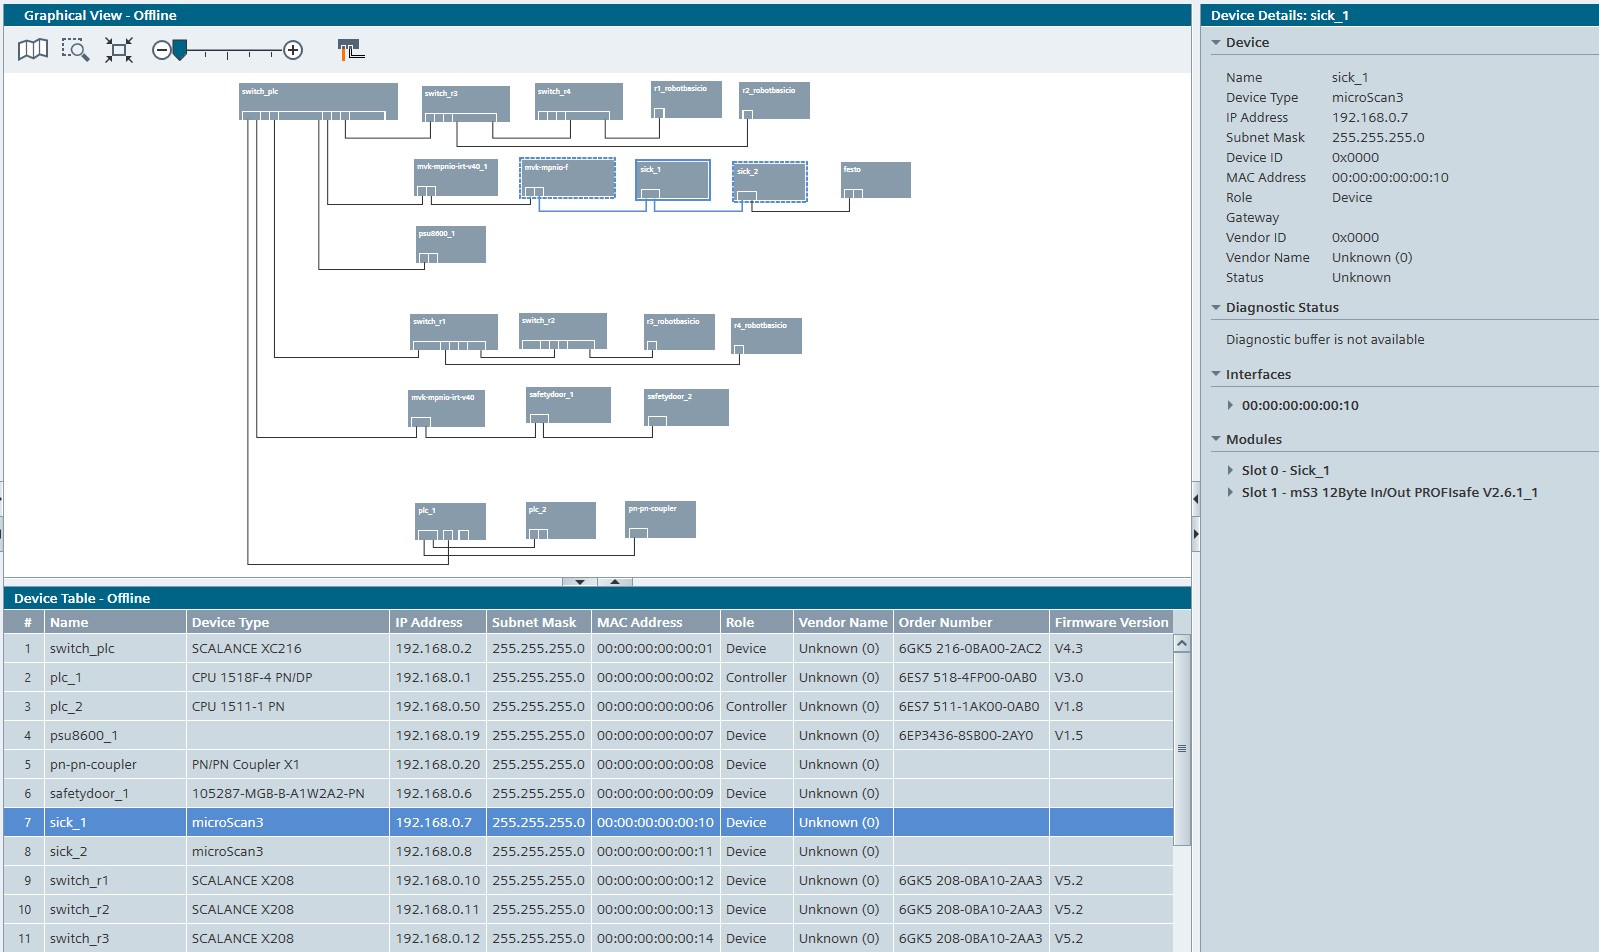 Graphical View - Offline
switch_plc
switch_r3
switch_r4
r1_robotbasicio
r2_robotbasicio
mvk-mpnio-irt-v40_1
mvk-mpnio-f
sick_1
sick_2
festo
psu8600_1
switch_r1
switch_r2
r3_robotbasicio
r4_robotbasicio
mvk-mpnio-irt-v40
safetydoor_1
safetydoor_2
plc_1
plc_2
pn-pn-coupler
Device Table - Offline
# Name Device Type IP Address Subnet Mask MAC Address Role Vendor Name Order Number Firmware Version
1 switch_plc SCALANCE XC216 192.168.0.2 255.255.255.0 00:00:00:00:00:01 Device Unknown (0) 6GK5 216-0BA00-2AC2 V4.3
2 plc_1 CPU 1518F-4 PN/DP 192.168.0.1 255.255.255.0 00:00:00:00:00:02 Controller Unknown (0) 6ES7 518-4FP00-0AB0 V3.0
3 plc_2 CPU 1511-1 PN 192.168.0.50 255.255.255.0 00:00:00:00:00:06 Controller Unknown (0) 6ES7 511-1AK00-0AB0 V1.8
4 psu8600_1 192.168.0.19 255.255.255.0 00:00:00:00:00:07 Device Unknown (0) 6EP3436-8SB00-2AY0 V1.5
5 pn-pn-coupler PN/PN Coupler X1 192.168.0.20 255.255.255.0 00:00:00:00:00:08 Device Unknown (0)
6 safetydoor_1 105287-MGB-B-A1W2A2-PN 192.168.0.6 255.255.255.0 00:00:00:00:00:09 Device Unknown (0)
7 sick_1 microScan3 192.168.0.7 255.255.255.0 00:00:00:00:00:10 Device Unknown (0)
8 sick_2 microScan3 192.168.0.8 255.255.255.0 00:00:00:00:00:11 Device Unknown (0)
9 switch_r1 SCALANCE X208 192.168.0.10 255.255.255.0 00:00:00:00:00:12 Device Unknown (0) 6GK5 208-0BA10-2AA3 V5.2
10 switch_r2 SCALANCE X208 192.168.0.11 255.255.255.0 00:00:00:00:00:13 Device Unknown (0) 6GK5 208-0BA10-2AA3 V5.2
11 switch_r3 SCALANCE X208 192.168.0.12 255.255.255.0 00:00:00:00:00:14 Device Unknown (0) 6GK5 208-0BA10-2AA3 V5.2
Device Details: sick_1
Device
Name sick_1
Device Type microScan3
IP Address 192.168.0.7
Subnet Mask 255.255.255.0
Device ID 0x0000
MAC Address 00:00:00:00:00:10
Role Device
Gateway
Vendor ID 0x0000
Vendor Name Unknown (0)
Status Unknown
Diagnostic Status
Diagnostic buffer is not available
Interfaces
00:00:00:00:00:10
Modules
Slot 0 - Sick_1
Slot 1 - mS3 12Byte In/Out PROFIsafe V2.6.1_1